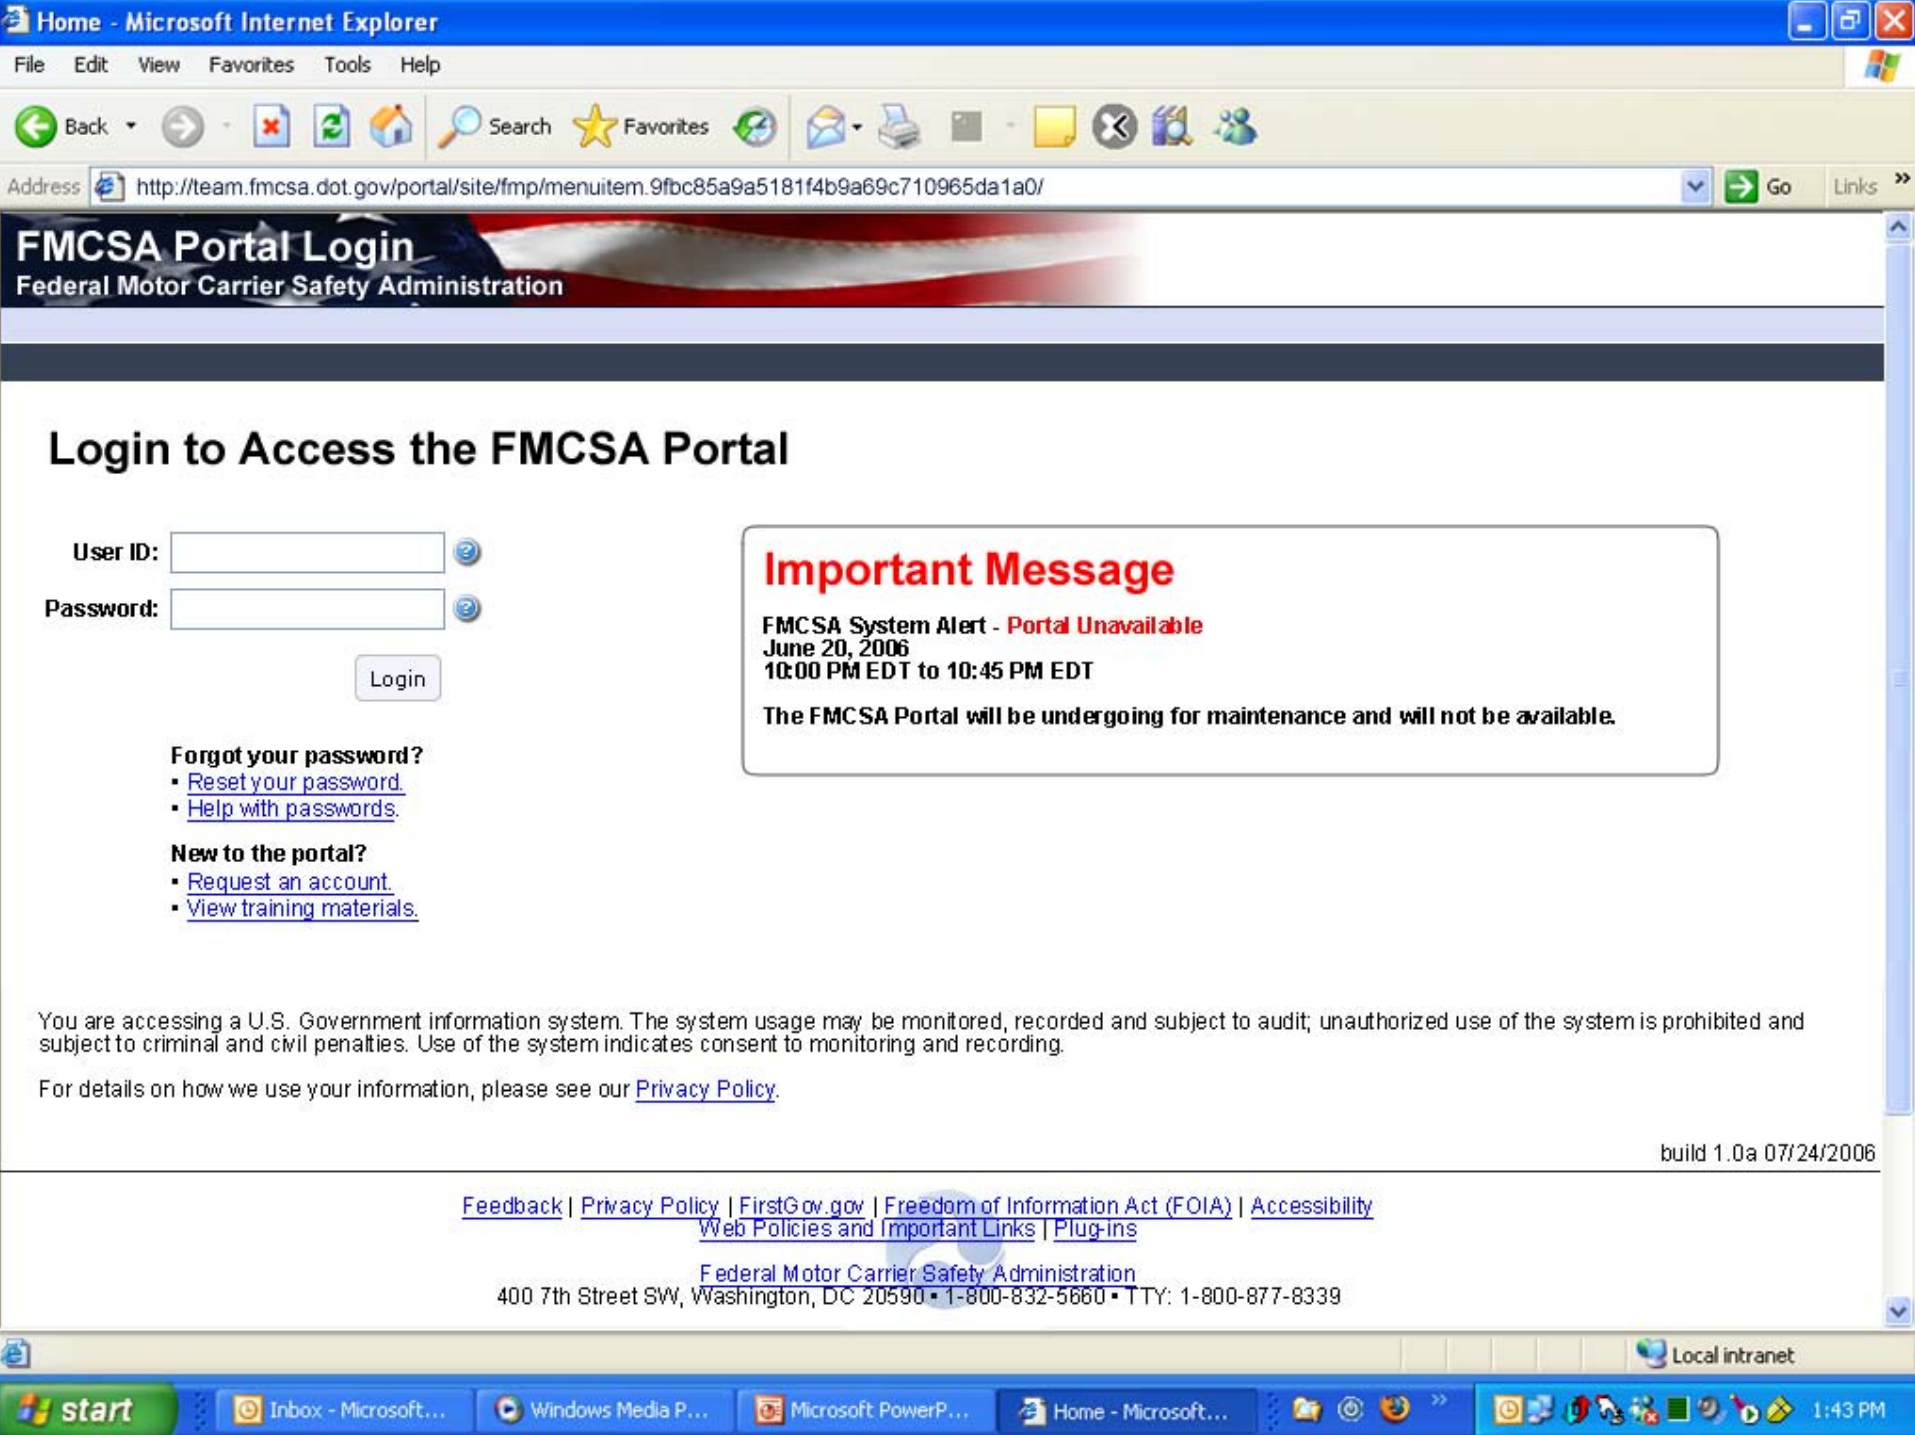 Home - Microsoft Internet Explorer
File Edit View Favorites Tools Help
Back Search Favorites
Address http://team.fmcsa.dot.gov/portal/site/fmp/menuitem.9fbc85a9a5181f4b9a69c710965da1a0/ Go Links »
FMCSA Portal Login
Federal Motor Carrier Safety Administration
Login to Access the FMCSA Portal
User ID:
Password:
Login
Forgot your password?
▪ Reset your password.
▪ Help with passwords.
New to the portal?
▪ Request an account.
▪ View training materials.
Important Message
FMCSA System Alert - Portal Unavailable
June 20, 2006
10:00 PM EDT to 10:45 PM EDT
The FMCSA Portal will be undergoing for maintenance and will not be available.
You are accessing a U.S. Government information system. The system usage may be monitored, recorded and subject to audit; unauthorized use of the system is prohibited and
subject to criminal and civil penalties. Use of the system indicates consent to monitoring and recording.
For details on how we use your information, please see our Privacy Policy.
build 1.0a 07/24/2006
Feedback | Privacy Policy | FirstGov.gov | Freedom of Information Act (FOIA) | Accessibility
Web Policies and Important Links | Plug-ins
Federal Motor Carrier Safety Administration
400 7th Street SW, Washington, DC 20590 ▪ 1-800-832-5660 ▪ TTY: 1-800-877-8339
Local intranet
start Inbox - Microsoft... Windows Media P... Microsoft PowerP... Home - Microsoft... » 1:43 PM